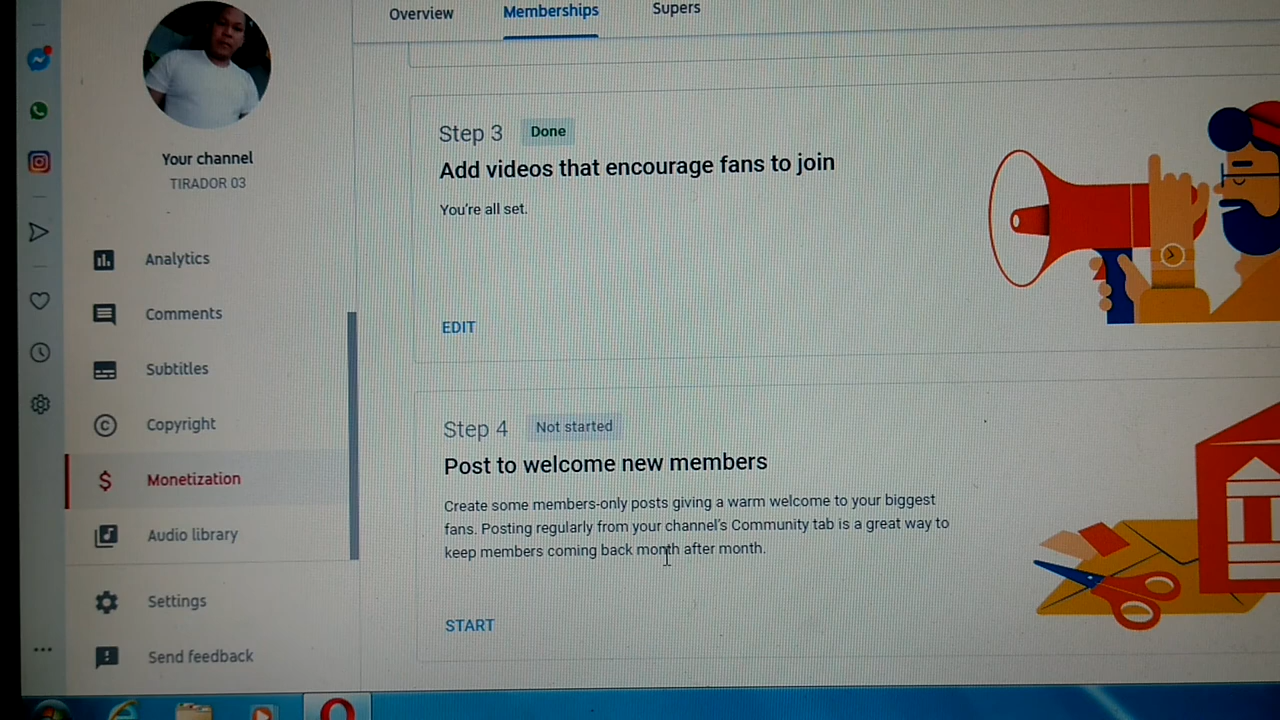 Overview
Memberships
Supers
Your channel
TIRADOR 03
Analytics
Comments
Subtitles
Copyright
Monetization
Audio library
Settings
Send feedback
Step 3
Done
Add videos that encourage fans to join
You're all set.
EDIT
Step 4
Not started
Post to welcome new members
Create some members-only posts giving a warm welcome to your biggest
fans. Posting regularly from your channel's Community tab is a great way to
keep members coming back month after month.
START